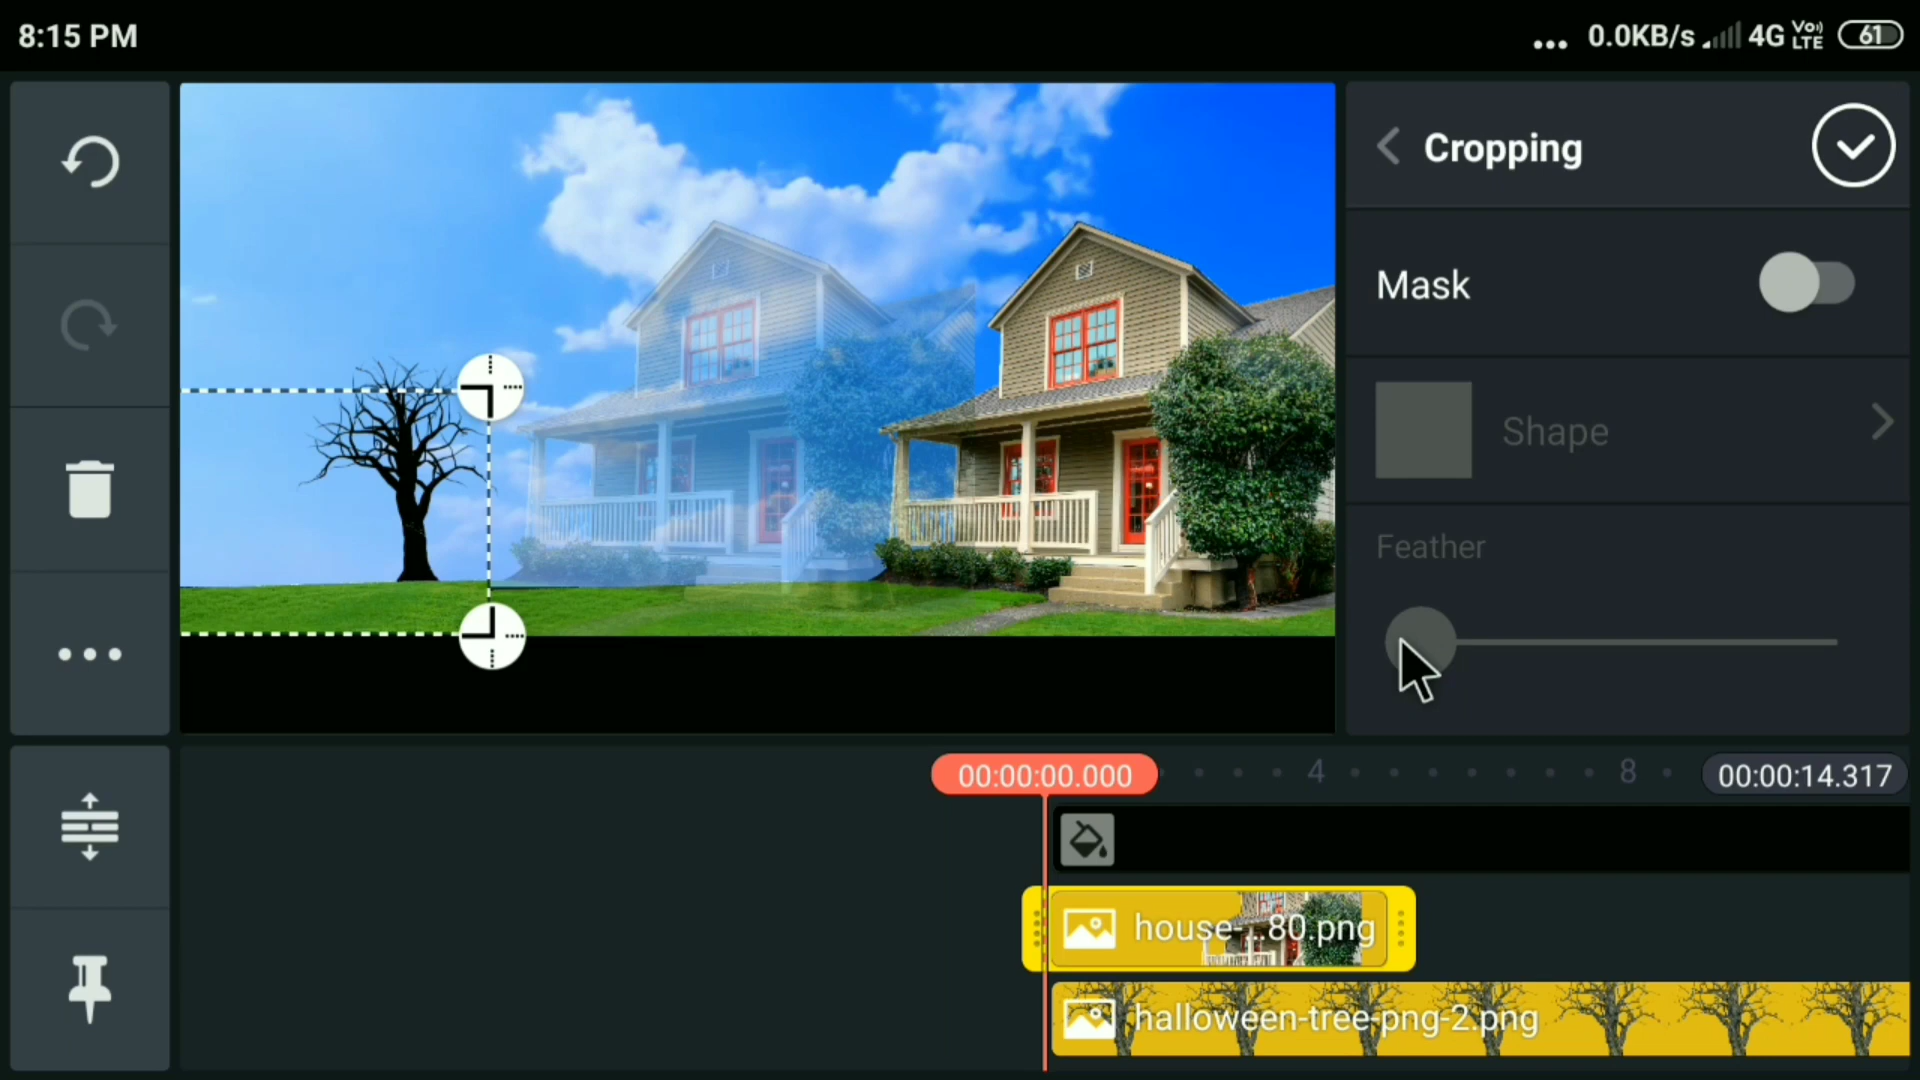 8:15 PM
... 0.0KB/s 4G Vo) LTE 61
Cropping
Mask
Shape
Feather
00:00:00.000 4 8 00:00:14.317
house-...80.png
halloween-tree-png-2.png